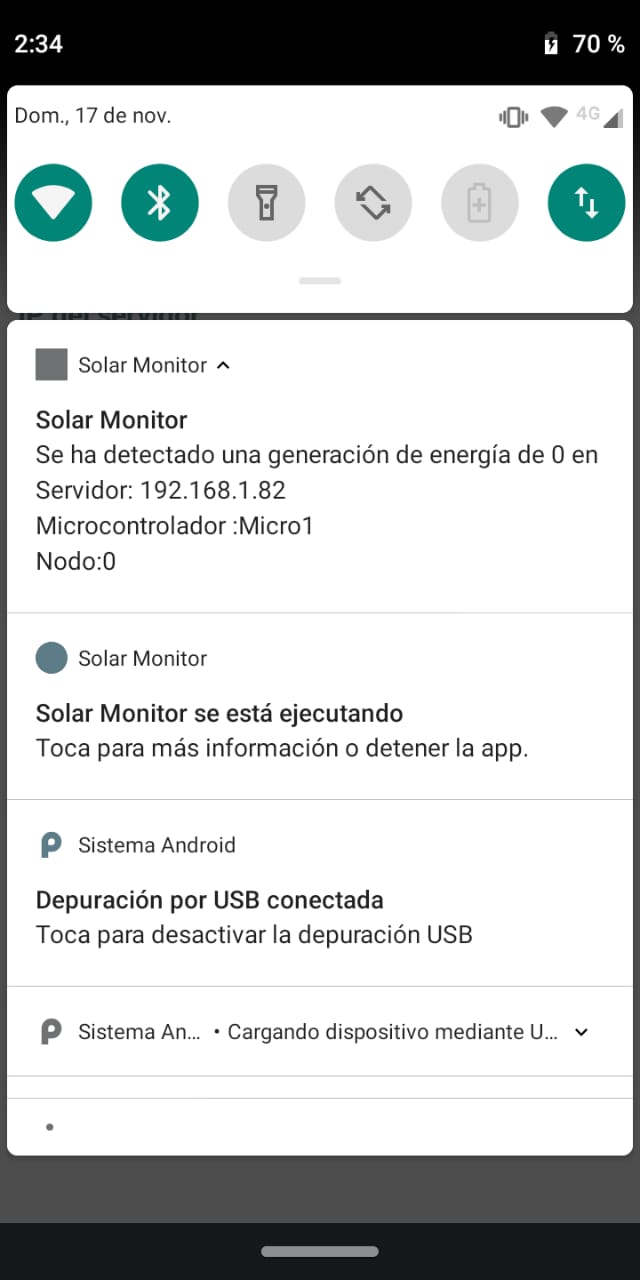 2:34
70 %
Dom., 17 de nov.
4G
IP del servidor
Solar Monitor
Solar Monitor
Se ha detectado una generación de energía de 0 en
Servidor: 192.168.1.82
Microcontrolador :Micro1
Nodo:0
Solar Monitor
Solar Monitor se está ejecutando
Toca para más información o detener la app.
Sistema Android
Depuración por USB conectada
Toca para desactivar la depuración USB
Sistema An... • Cargando dispositivo mediante U...